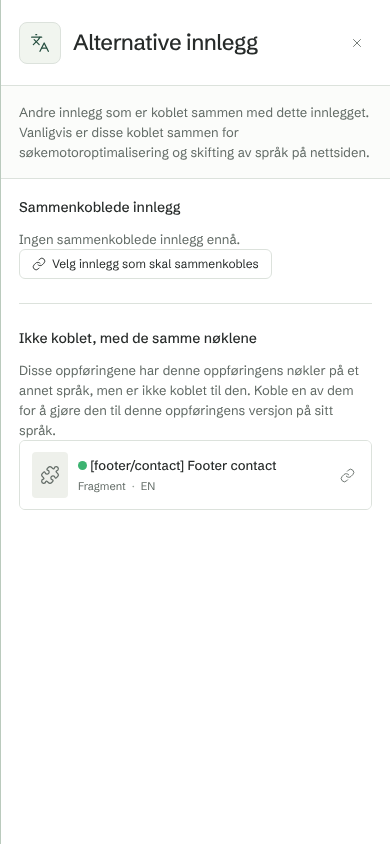 Alternative innlegg
Andre innlegg som er koblet sammen med dette innlegget.
Vanligvis er disse koblet sammen for
søkemotoroptimalisering og skifting av språk på nettsiden.
Sammenkoblede innlegg
Ingen sammenkoblede innlegg ennå.
Velg innlegg som skal sammenkobles
Ikke koblet, med de samme nøklene
Disse oppføringene har denne oppføringens nøkler på et
annet språk, men er ikke koblet til den. Koble en av dem
for å gjøre den til denne oppføringens versjon på sitt
språk.
[footer/contact] Footer contact
Fragment · EN